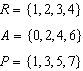 R = {1, 2, 3, 4}
A = {0, 2, 4, 6}
P = {1, 3, 5, 7}